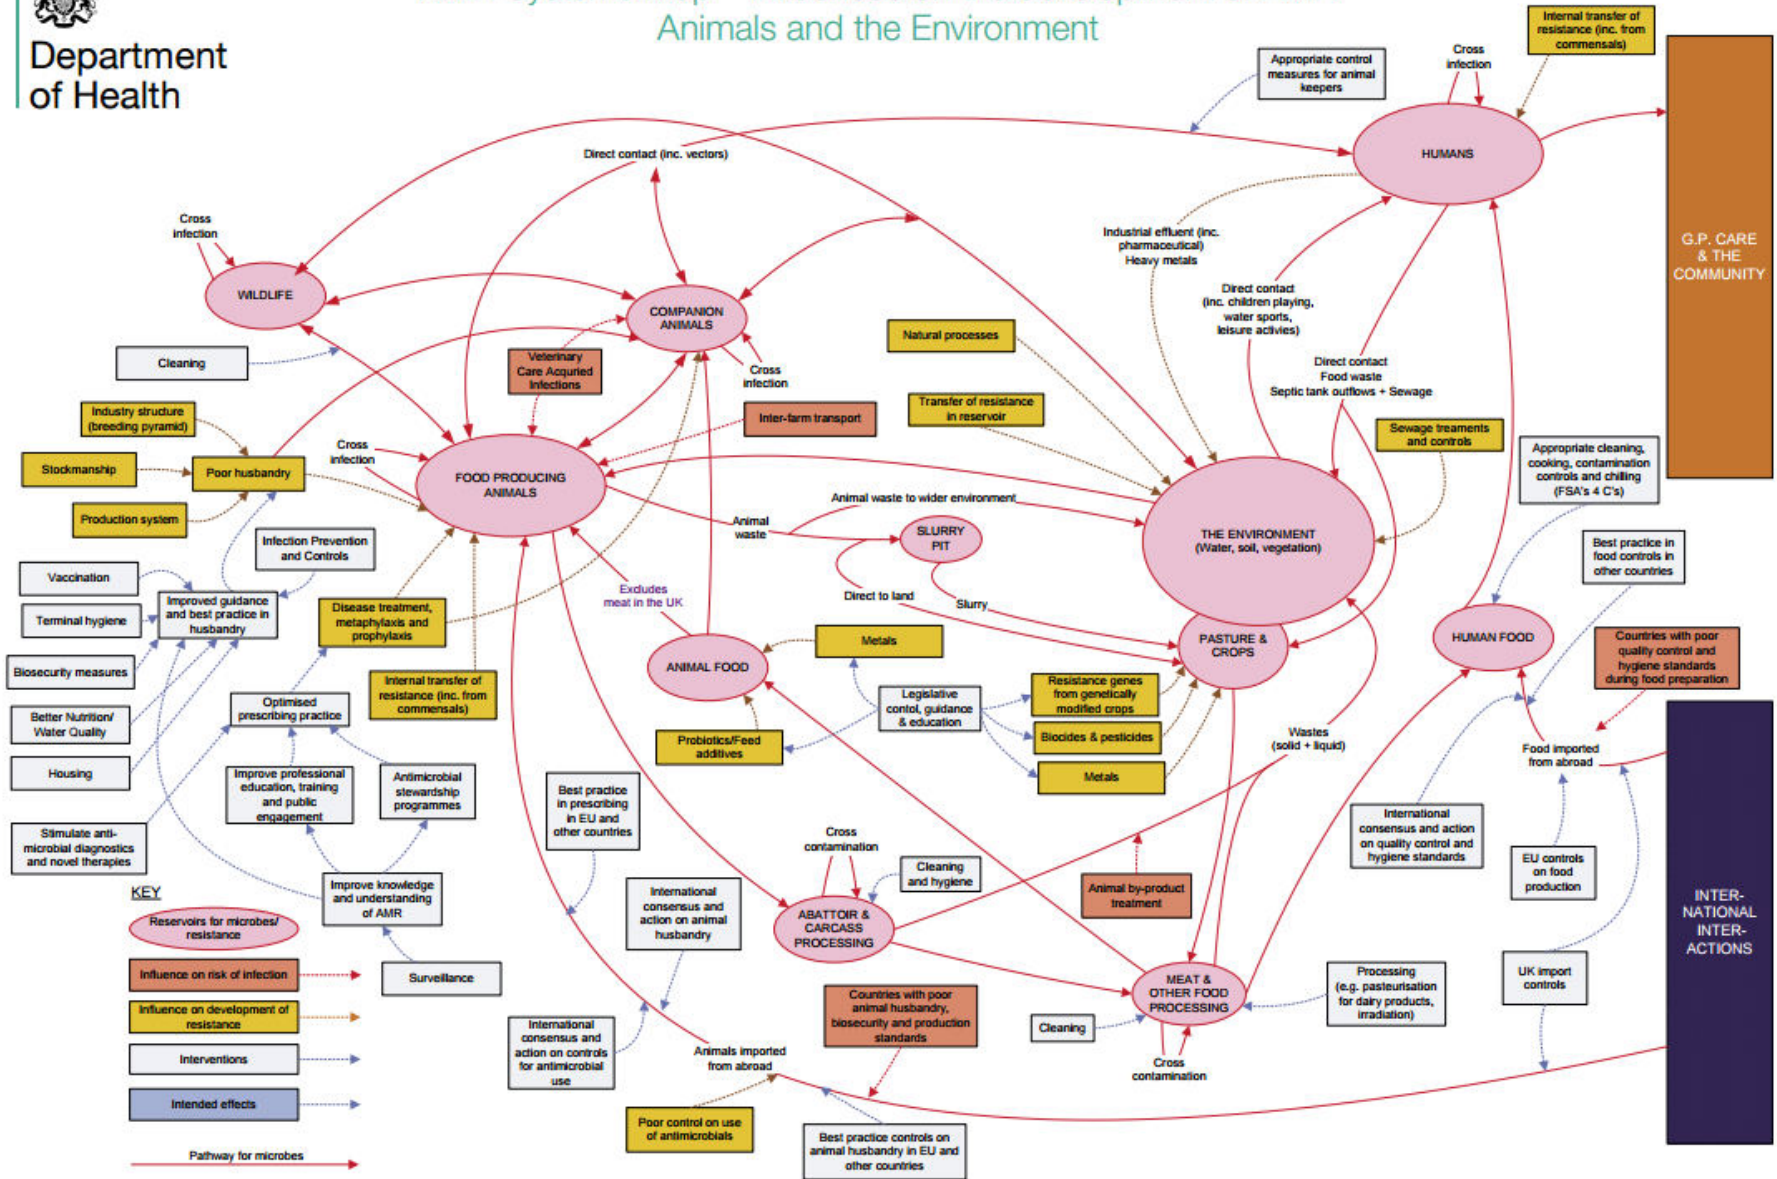 Animals and the Environment
Department
of Health
Internal transfer of
resistance (inc. from
commensals)
Cross
infection
Appropriate control
measures for animal
keepers
HUMANS
G.P. CARE
& THE
COMMUNITY
Direct contact (inc. vectors)
Cross
infection
WILDLIFE
Industrial effluent (inc.
pharmaceutical)
Heavy metals
Direct contact
(inc. children playing,
water sports,
leisure activies)
COMPANION
ANIMALS
Natural processes
Cleaning
Veterinary
Care Acquried
Infections
Cross
infection
Direct contact
Food waste
Septic tank outflows + Sewage
Industry structure
(breeding pyramid)
Inter-farm transport
Transfer of resistance
in reservoir
Sewage treaments
and controls
Cross
infection
Stockmanship
Poor husbandry
FOOD PRODUCING
ANIMALS
Appropriate cleaning,
cooking, contamination
controls and chilling
(FSA's 4 C's)
Production system
Animal waste to wider environment
Animal
waste
SLURRY
PIT
THE ENVIRONMENT
(Water, soil, vegetation)
Infection Prevention
and Controls
Best practice in
food controls in
other countries
Vaccination
Improved guidance
and best practice in
husbandry
Terminal hygiene
Disease treatment,
metaphylaxis and
prophylaxis
Excludes
meat in the UK
Direct to land
Slurry
PASTURE &
CROPS
HUMAN FOOD
Metals
ANIMAL FOOD
Countries with poor
quality control and
hygiene standards
during food preparation
Biosecurity measures
Internal transfer of
resistance (inc. from
commensals)
Optimised
prescribing practice
Legislative
contol, guidance
& education
Resistance genes
from genetically
modified crops
Better Nutrition/
Water Quality
Probiotics/Feed
additives
Biocides & pesticides
Wastes
(solid + liquid)
Food imported
from abroad
Housing
Metals
Improve professional
education, training
and public
engagement
Antimicrobial
stewardship
programmes
Best practice
in prescribing
in EU and
other countries
Stimulate anti-
microbial diagnostics
and novel therapies
Cross
contamination
International
consensus and action
on quality control and
hygiene standards
EU controls
on food
production
KEY
Improve knowledge
and understanding
of AMR
Cleaning
and hygiene
Animal by-product
treatment
International
consensus and
action on animal
husbandry
ABATTOIR &
CARCASS
PROCESSING
INTER-
NATIONAL
INTER-
ACTIONS
Reservoirs for microbes/
resistance
Influence on risk of infection
Surveillance
MEAT &
OTHER FOOD
PROCESSING
Processing
(e.g. pasteurisation
for dairy products,
irradiation)
UK import
controls
Influence on development of
resistance
Countries with poor
animal husbandry,
biosecurity and production
standards
Cleaning
International
consensus and
action on controls
for antimicrobial
use
Interventions
Animals imported
from abroad
Cross
contamination
Intended effects
Poor control on use
of antimicrobials
Best practice controls on
animal husbandry in EU and
other countries
Pathway for microbes